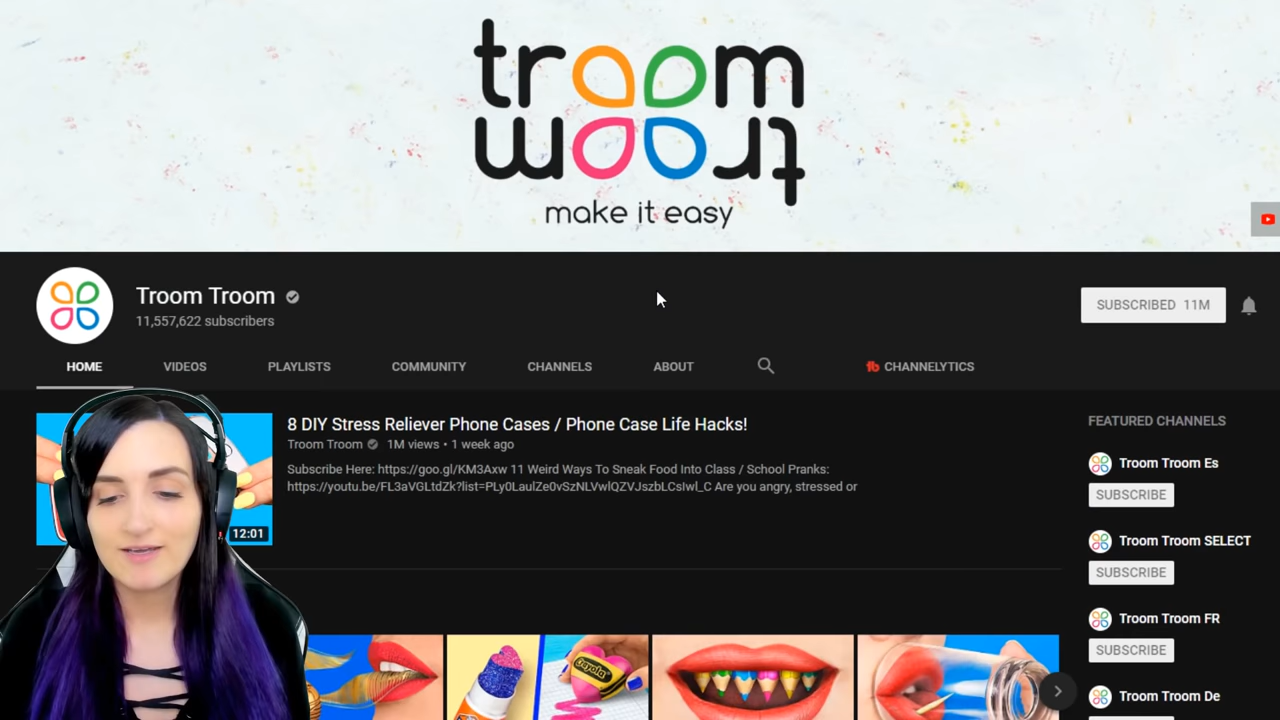 troom
troom
make it easy
Troom Troom
11,557,622 subscribers
SUBSCRIBED 11M
HOME VIDEOS PLAYLISTS COMMUNITY CHANNELS ABOUT CHANNELYTICS
8 DIY Stress Reliever Phone Cases / Phone Case Life Hacks!
Troom Troom 1M views • 1 week ago
Subscribe Here: https://goo.gl/KM3Axw 11 Weird Ways To Sneak Food Into Class / School Pranks:
https://youtu.be/FL3aVGLtdZk?list=PLy0LaulZe0vSzNLVwlQZVJszbLCsIwl_C Are you angry, stressed or
12:01
FEATURED CHANNELS
Troom Troom Es
SUBSCRIBE
Troom Troom SELECT
SUBSCRIBE
Troom Troom FR
SUBSCRIBE
Troom Troom De